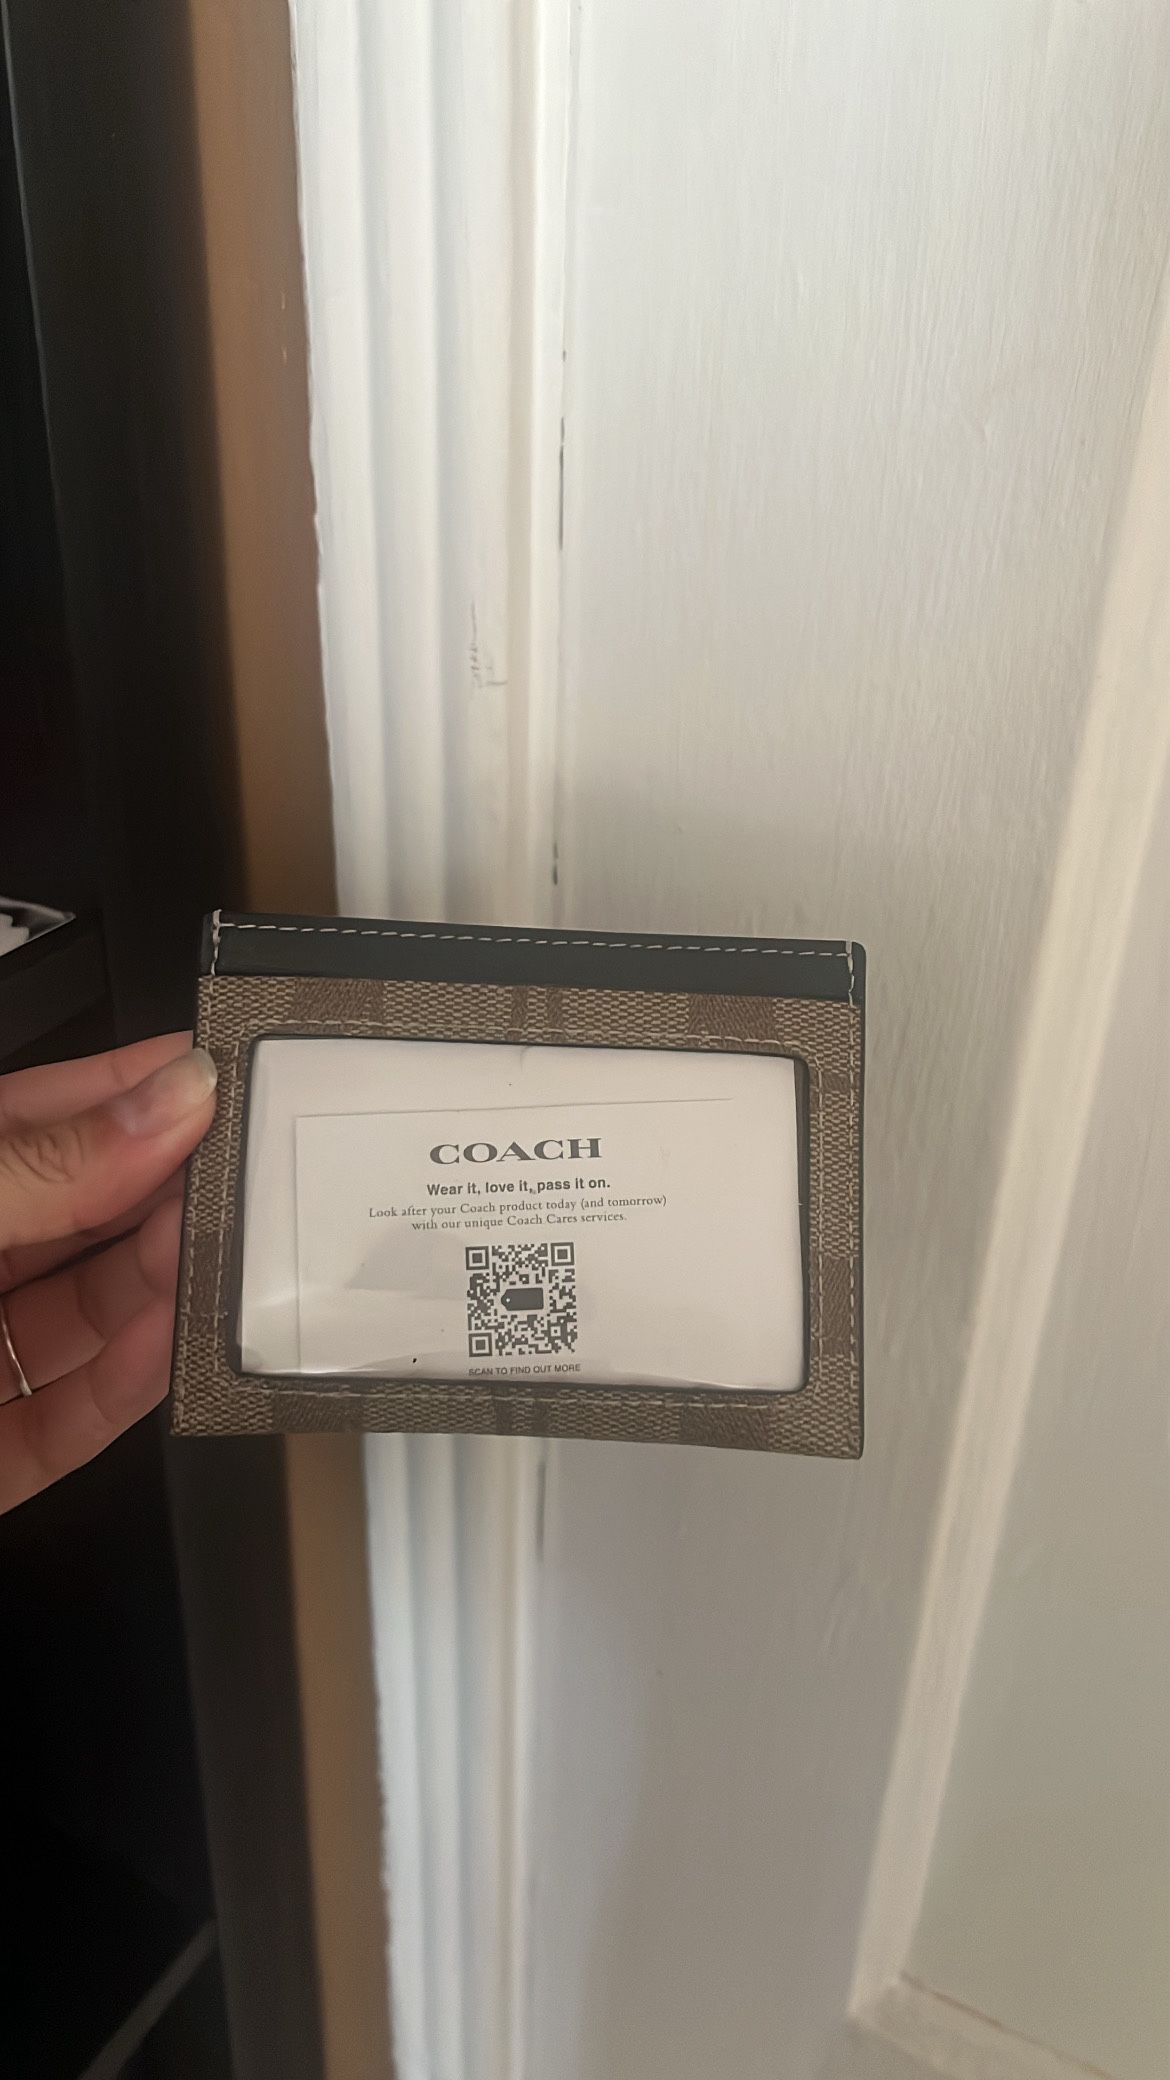 COACH
Wear it, love it, pass it on.
Look after your Coach product today (and tomorrow)
with our unique Coach Cares services.
SCAN TO FIND OUT MORE